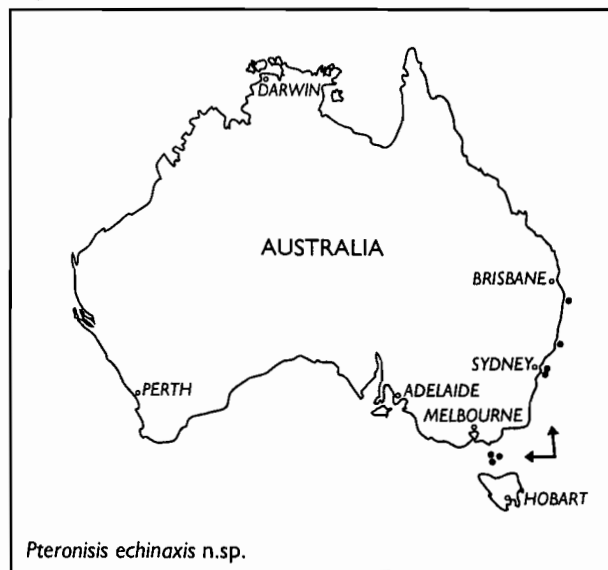 DARWIN
AUSTRALIA
BRISBANE
SYDNEY
PERTH
ADELAIDE
MELBOURNE
HOBART
Pteronisis echinaxis n.sp.